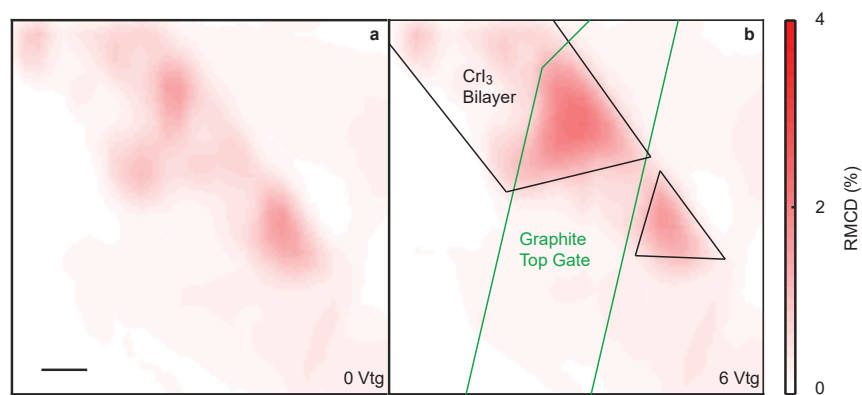 a
0 Vtg
b
CrI₃
Bilayer
Graphite
Top Gate
6 Vtg
4
2
0
RMCD (%)